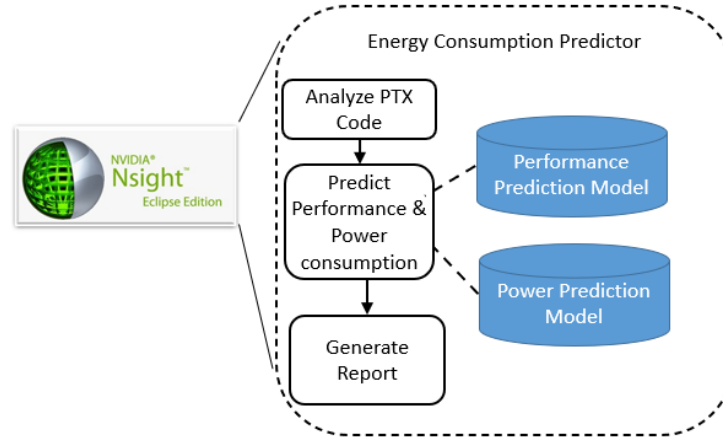 Energy Consumption Predictor
Analyze PTX
Code
Predict
Performance &
Power
consumption
Generate
Report
Performance
Prediction Model
Power Prediction
Model
NVIDIA®
Nsight™
Eclipse Edition